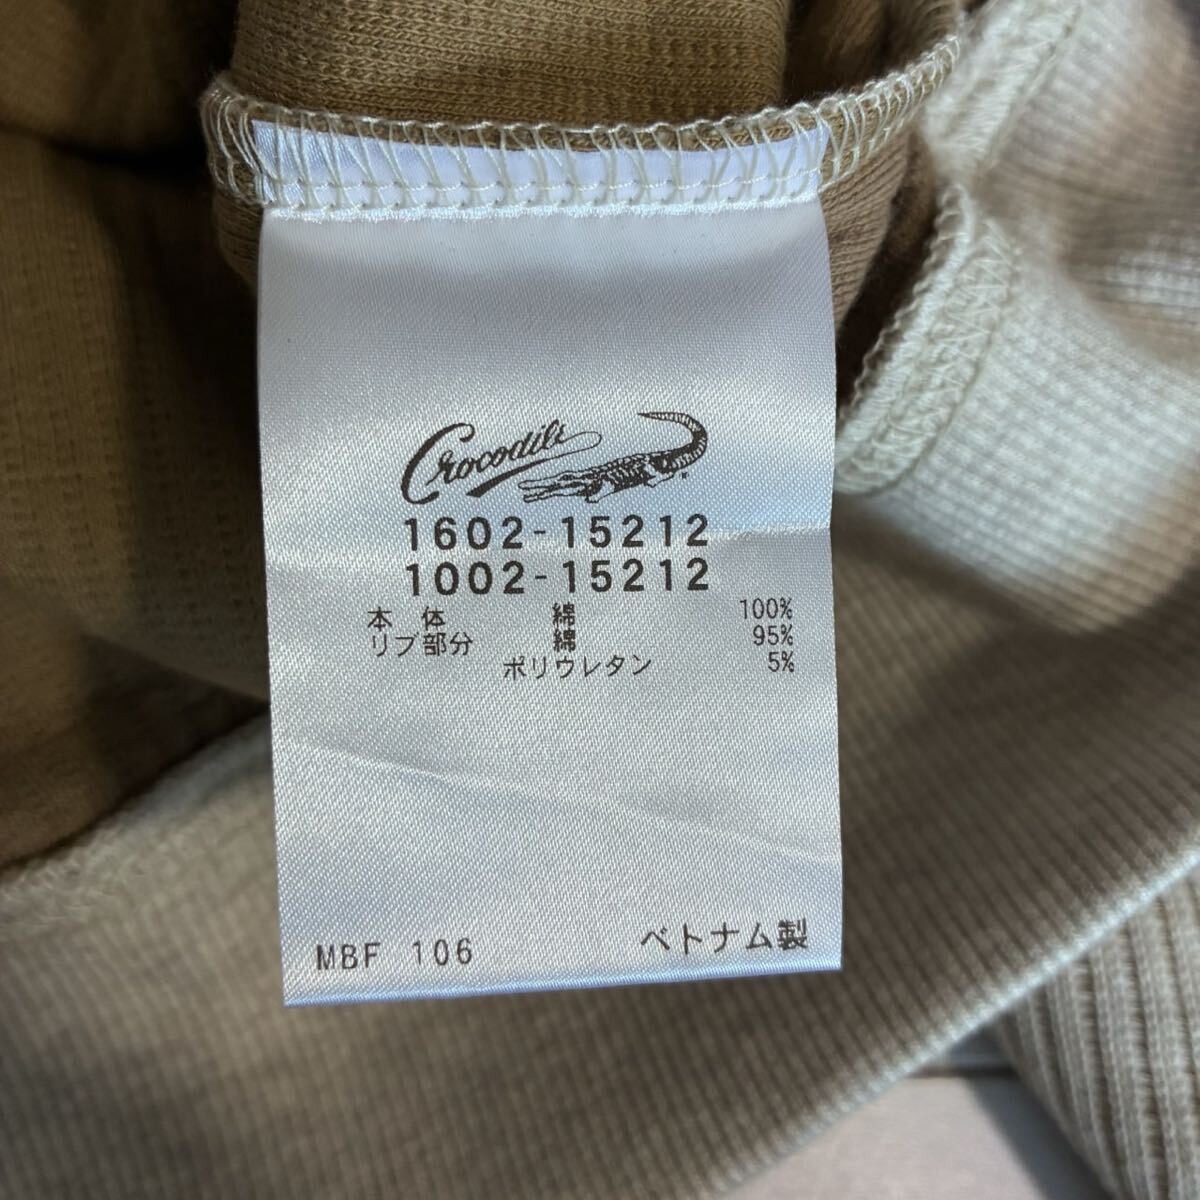 Crocodile
1602-15212
1002-15212
本体 綿 100%
リブ部分 綿 95%
ポリウレタン 5%
MBF 106 ベトナム製